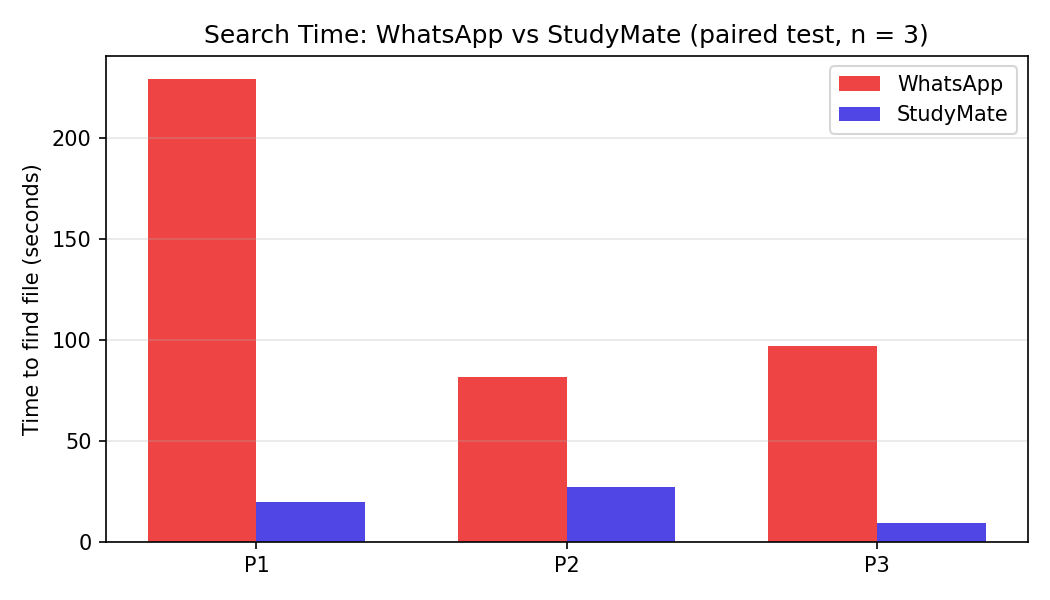 Search Time: WhatsApp vs StudyMate (paired test, n = 3)
WhatsApp
StudyMate
Time to find file (seconds)
200
150
100
50
0
P1 P2 P3